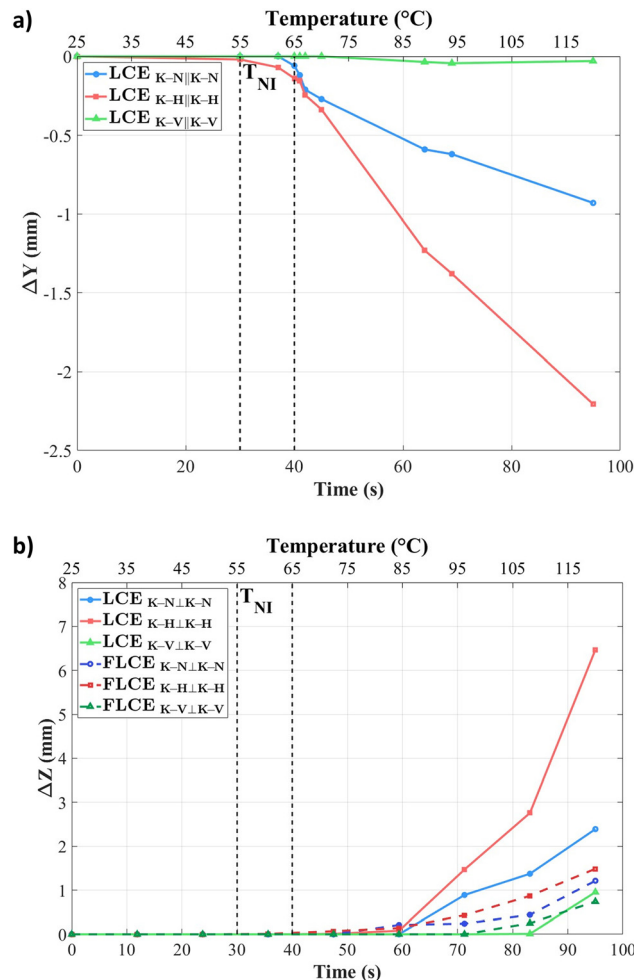 a)
Temperature (°C)
25 35 45 55 65 75 85 95 105 115
0
-0.5
-1
-1.5
-2
-2.5
ΔY (mm)
LCE K–N||K–N
LCE K–H||K–H
LCE K–V||K–V
T NI
0 20 40 60 80 100
Time (s)
b)
Temperature (°C)
25 35 45 55 65 75 85 95 105 115
8
7
6
5
4
3
2
1
0
ΔZ (mm)
LCE K–N⊥K–N
LCE K–H⊥K–H
LCE K–V⊥K–V
FLCE K–N⊥K–N
FLCE K–H⊥K–H
FLCE K–V⊥K–V
T NI
0 10 20 30 40 50 60 70 80 90 100
Time (s)